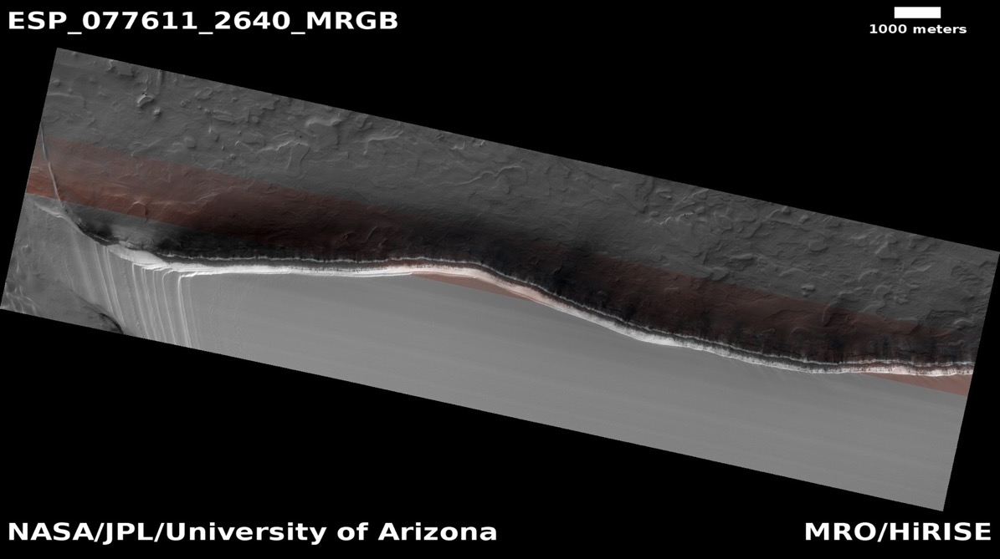 ESP_077611_2640_MRGB
1000 meters
NASA/JPL/University of Arizona
MRO/HiRISE